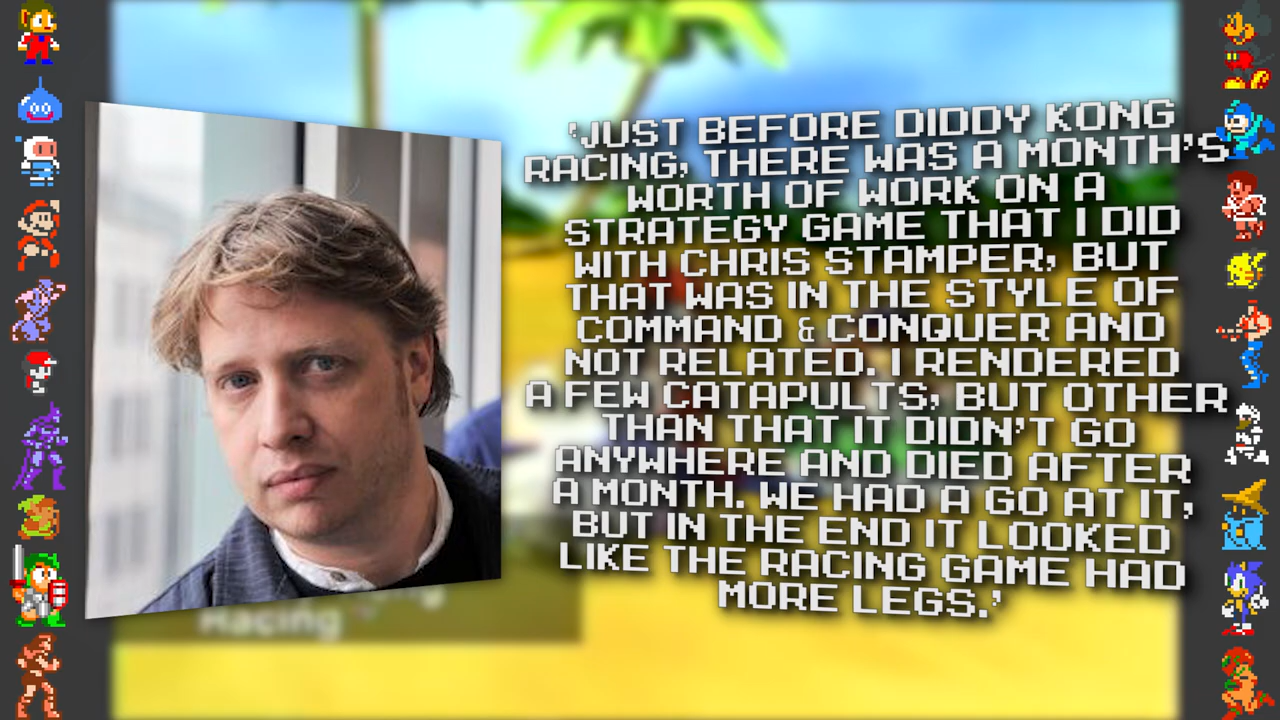 'JUST BEFORE DIDDY KONG
RACING, THERE WAS A MONTH'S
WORTH OF WORK ON A
STRATEGY GAME THAT I DID
WITH CHRIS STAMPER, BUT
THAT WAS IN THE STYLE OF
COMMAND & CONQUER AND
NOT RELATED. I RENDERED
A FEW CATAPULTS, BUT OTHER
THAN THAT IT DIDN'T GO
ANYWHERE AND DIED AFTER
A MONTH. WE HAD A GO AT IT,
BUT IN THE END IT LOOKED
LIKE THE RACING GAME HAD
MORE LEGS.'
Racing